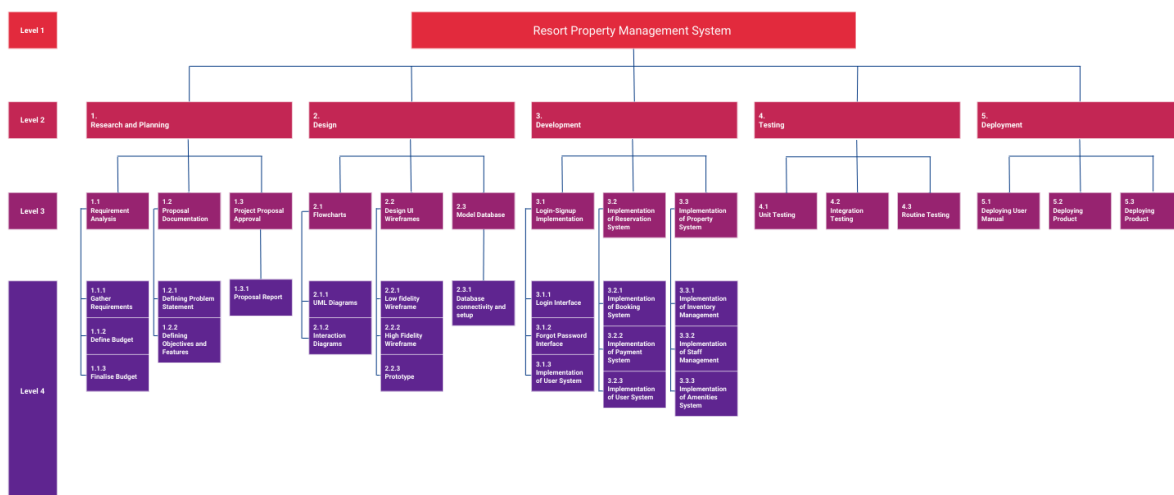 Level 1
Resort Property Management System
Level 2
1.
Research and Planning
2.
Design
3.
Development
4.
Testing
5.
Deployment
Level 3
1.1
Requirement
Analysis
1.2
Proposal
Documentation
1.3
Project Proposal
Approval
2.1
Flowcharts
2.2
Design UI
Wireframes
2.3
Model Database
3.1
Login-Signup
Implementation
3.2
Implementation
of Reservation
System
3.3
Implementation
of Property
System
4.1
Unit Testing
4.2
Integration
Testing
4.3
Routine Testing
5.1
Deploying User
Manual
5.2
Deploying
Product
5.3
Deploying
Product
Level 4
1.1.1
Gather
Requirements
1.1.2
Define Budget
1.1.3
Finalise Budget
1.2.1
Defining Problem
Statement
1.2.2
Defining
Objectives and
Features
1.3.1
Proposal Report
2.1.1
UML Diagrams
2.1.2
Interaction
Diagrams
2.2.1
Low fidelity
Wireframe
2.2.2
High Fidelity
Wireframe
2.2.3
Prototype
2.3.1
Database
connectivity and
setup
3.1.1
Login Interface
3.1.2
Forgot Password
Interface
3.1.3
Implementation
of User System
3.2.1
Implementation
of Booking
System
3.2.2
Implementation
of Payment
System
3.2.3
Implementation
of User System
3.3.1
Implementation
of Inventory
Management
3.3.2
Implementation
of Staff
Management
3.3.3
Implementation
of Amenities
System